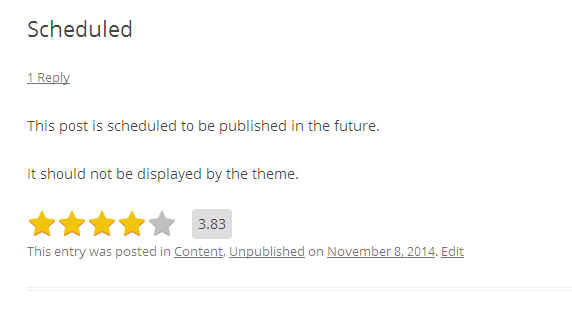 Scheduled
1 Reply
This post is scheduled to be published in the future.
It should not be displayed by the theme.
3.83
This entry was posted in Content, Unpublished on November 8, 2014. Edit